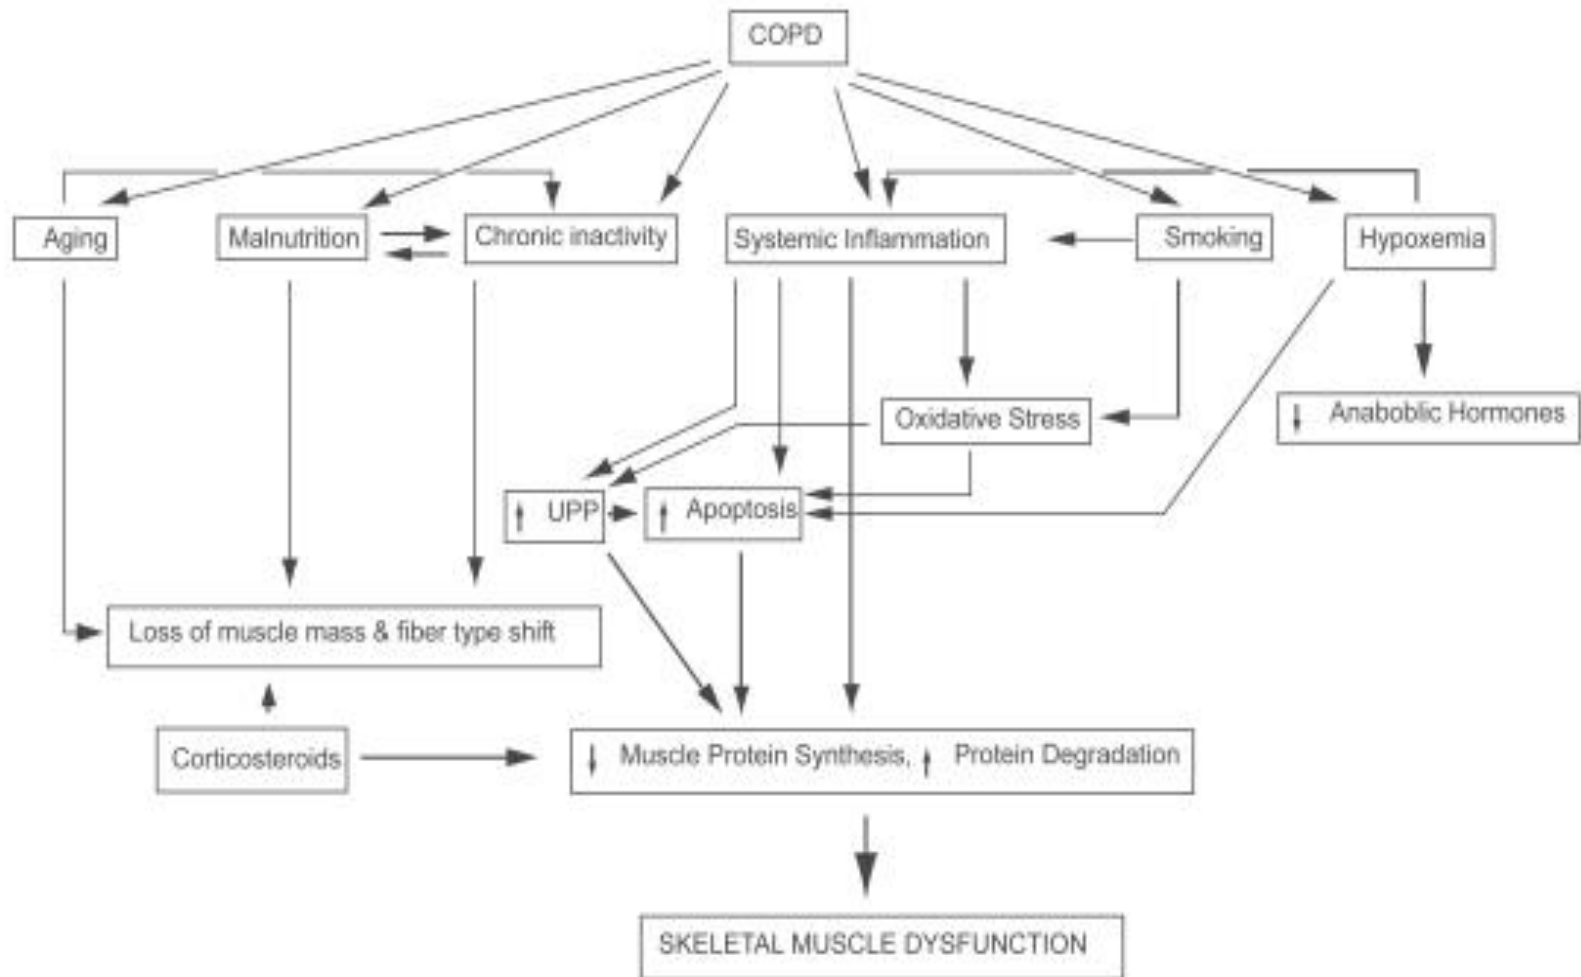 COPD
Aging
Malnutrition
Chronic inactivity
Systemic Inflammation
Smoking
Hypoxemia
Oxidative Stress
↓ Anaboblic Hormones
↑ UPP
↑ Apoptosis
Loss of muscle mass & fiber type shift
Corticosteroids
↓ Muscle Protein Synthesis, ↑ Protein Degradation
SKELETAL MUSCLE DYSFUNCTION